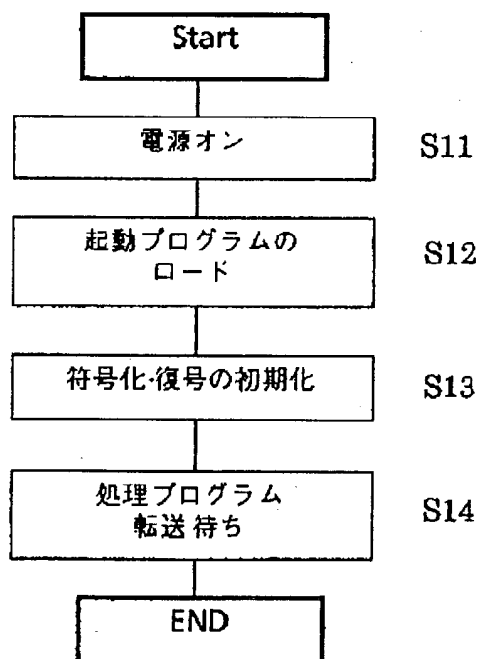 Start
電源オン
S11
起動プログラムの
ロード
S12
符号化·復号の初期化
S13
処理プログラム
転送待ち
S14
END